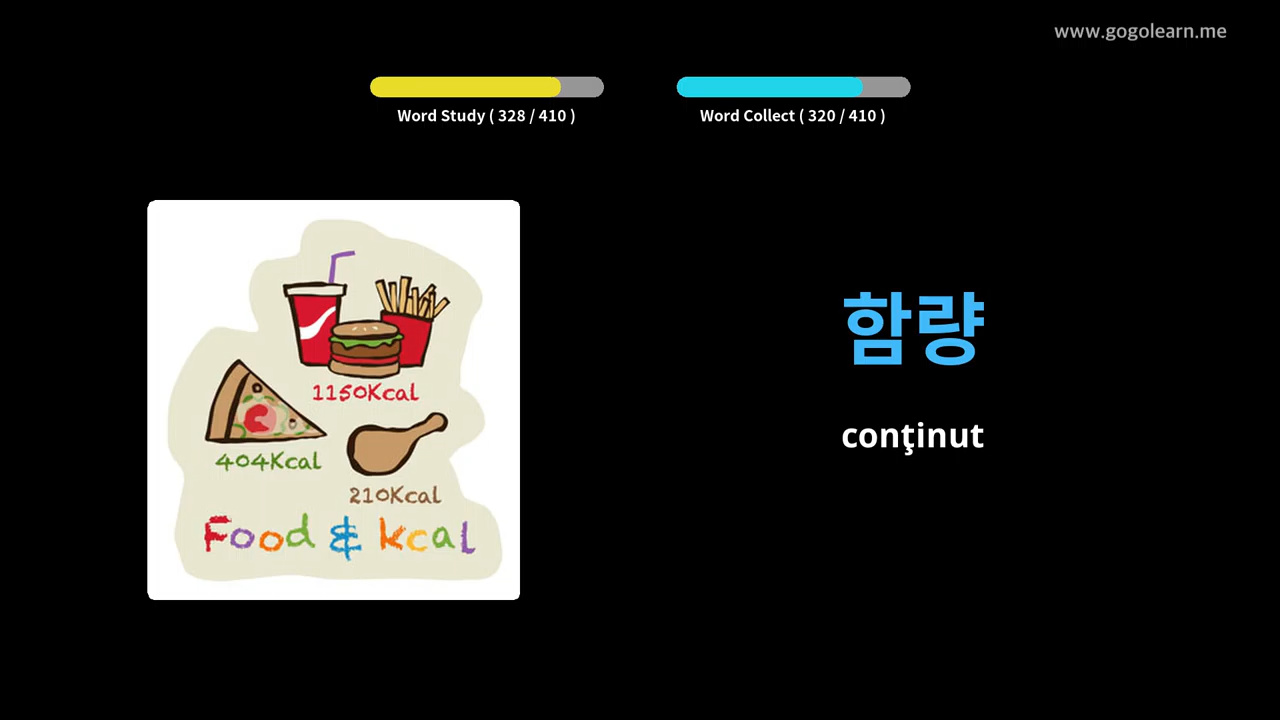 www.gogolearn.me
Word Study ( 328 / 410 )
Word Collect ( 320 / 410 )
1150Kcal
404Kcal
210Kcal
Food & kcal
함량
conţinut